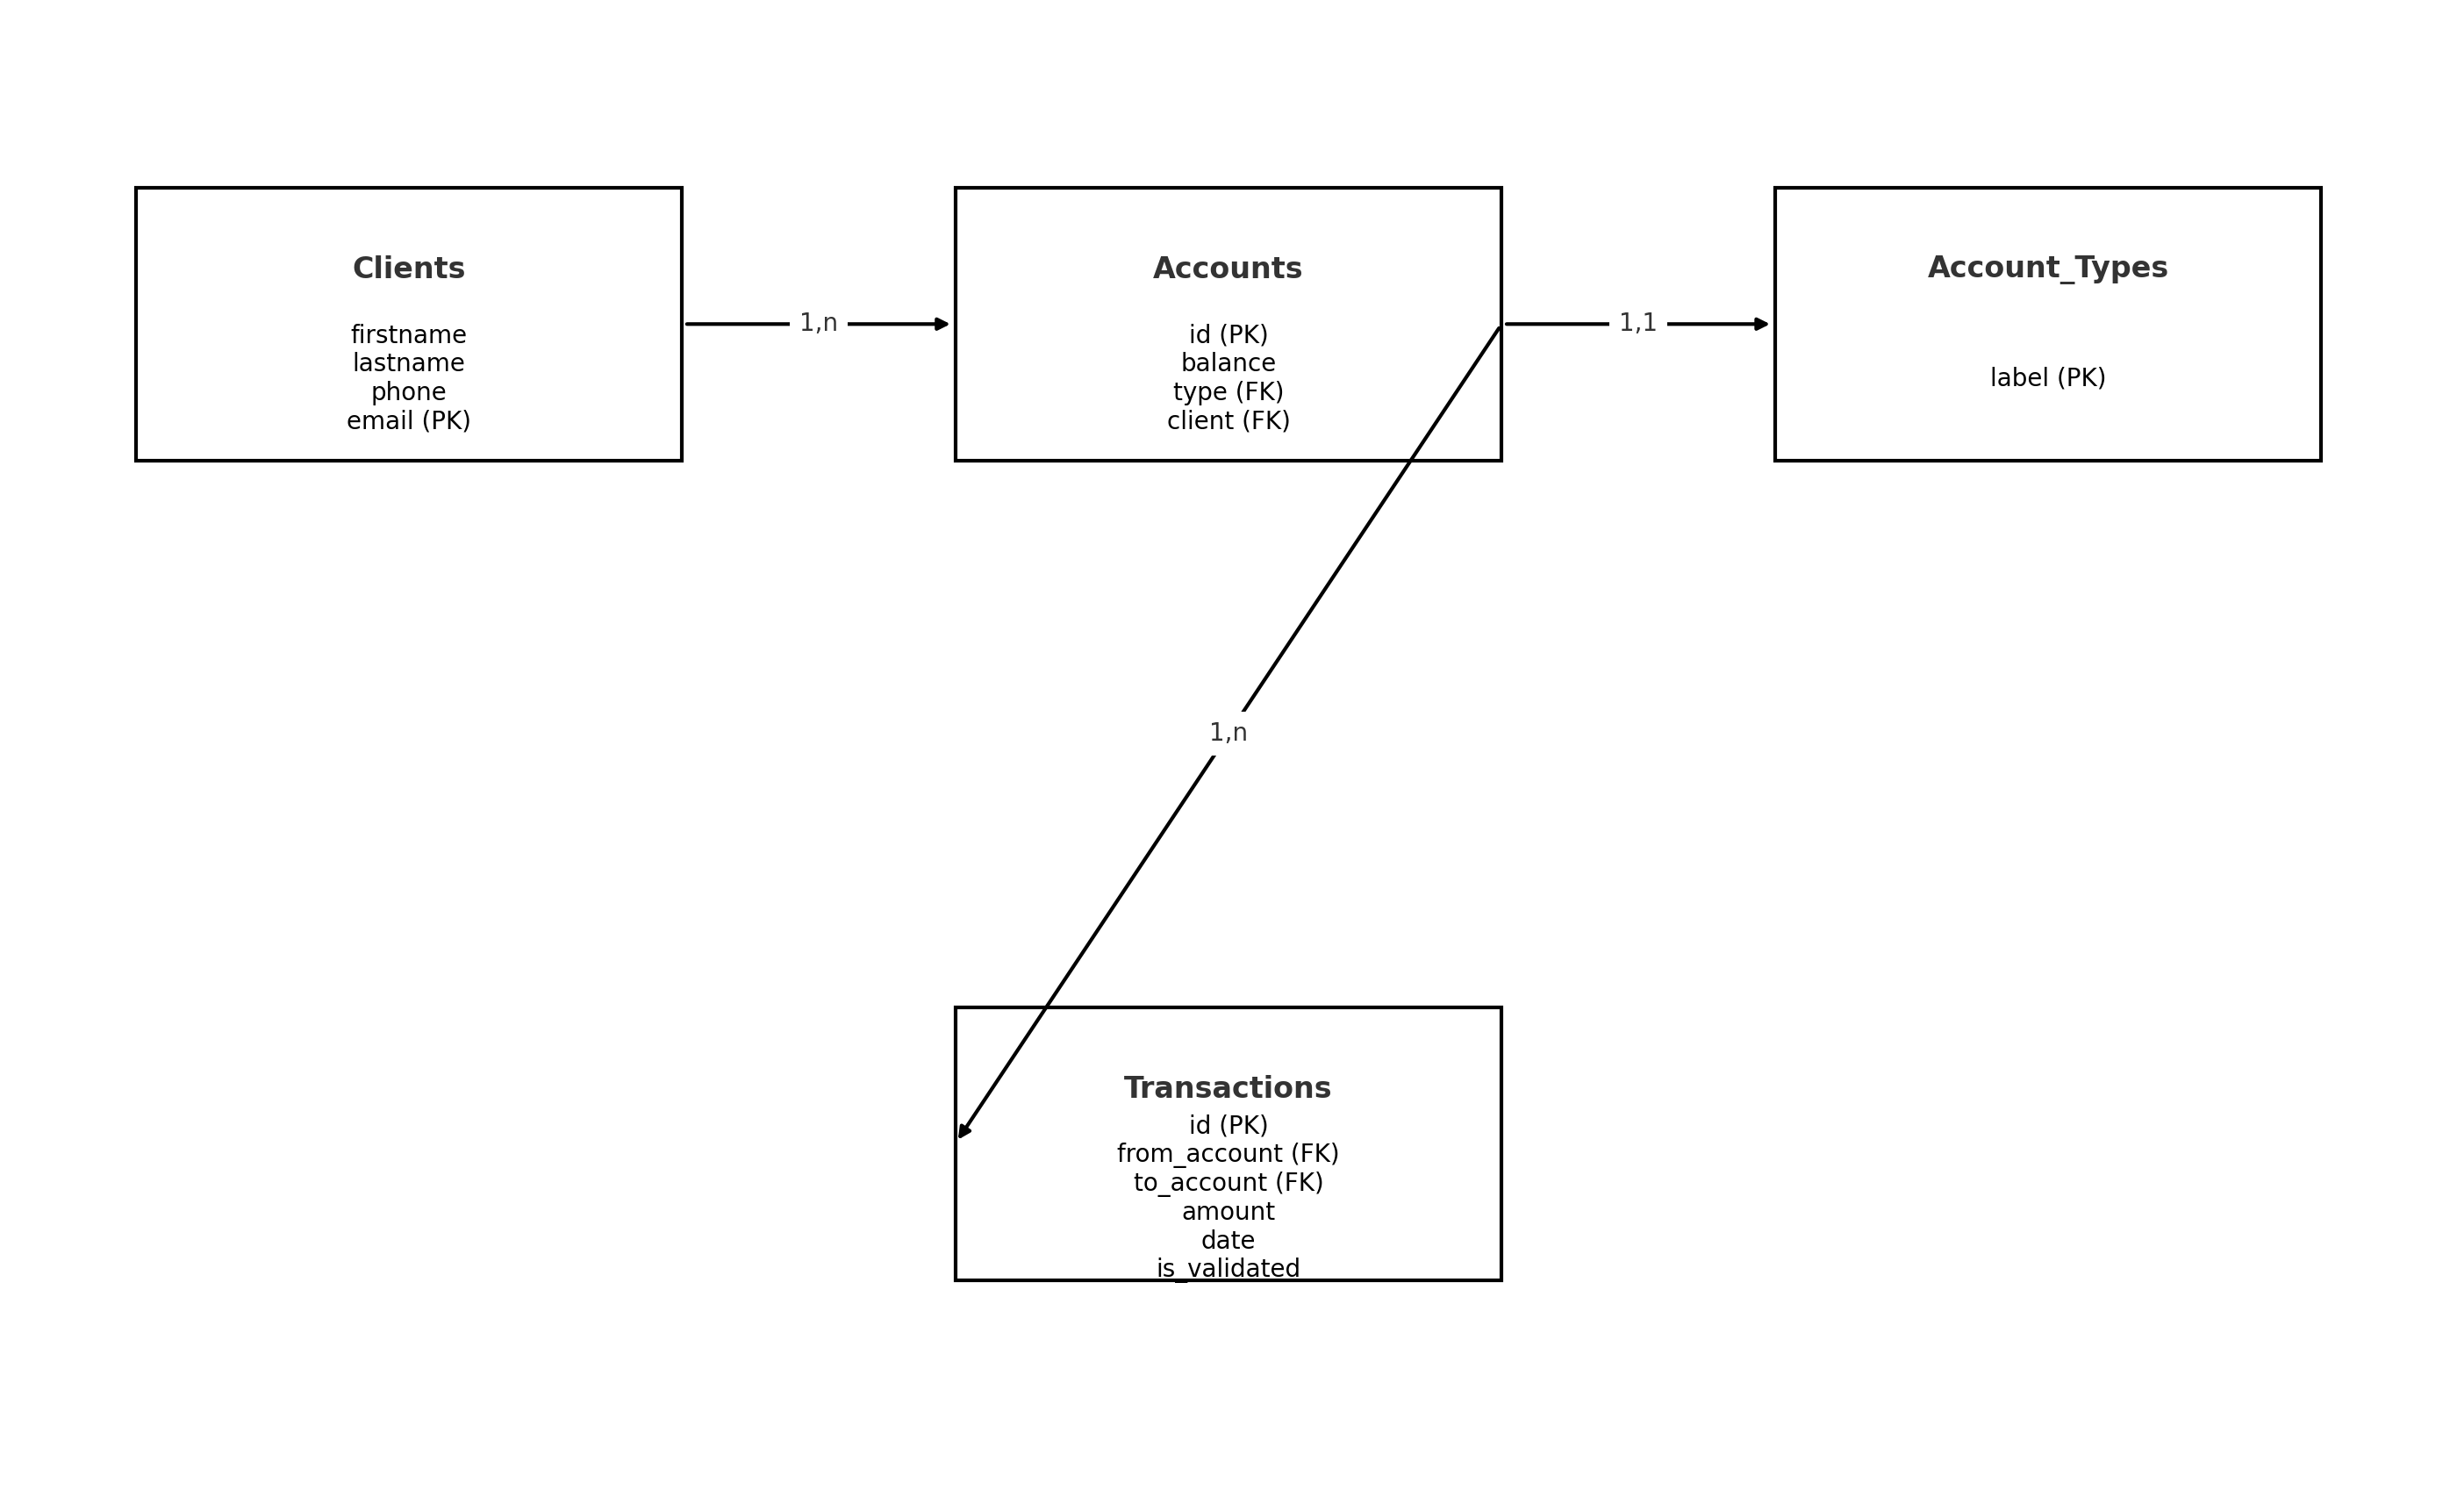 Clients
firstname
lastname
phone
email (PK)
1,n
Accounts
id (PK)
balance
type (FK)
client (FK)
1,1
Account_Types
label (PK)
1,n
Transactions
id (PK)
from_account (FK)
to_account (FK)
amount
date
is_validated